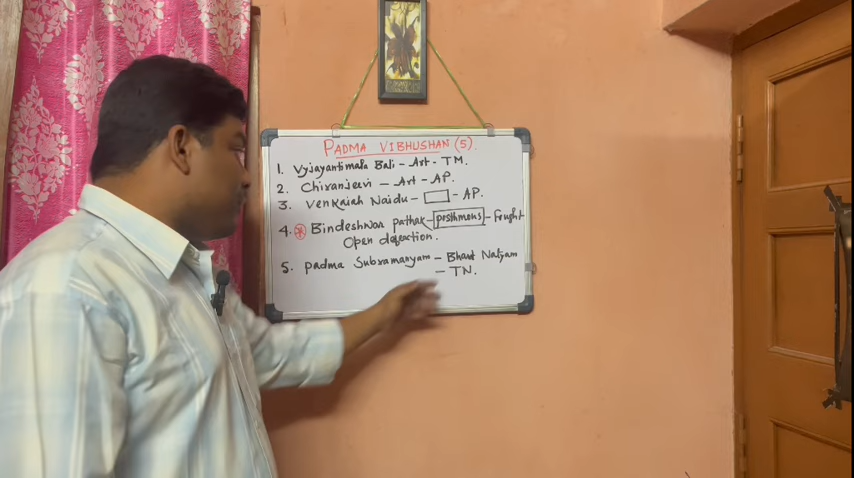 PADMA VIBHUSHAN (5)
1. Vyjayantimala Bali - Art - TM.
2. Chiranjeevi - Art - AP.
3. Venkaiah Naidu - - AP.
4. Bindeshwar pathak - posthmous - Fought
Open defecation.
5. Padma Subramanyam - Bharat Natyam
- TN.